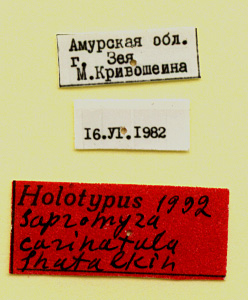 Амурская обл.
г. Зея
М.Кривошеина
16.VI.1982
Holotypus 1992
Sapromyza
carinatula
Shatalkin